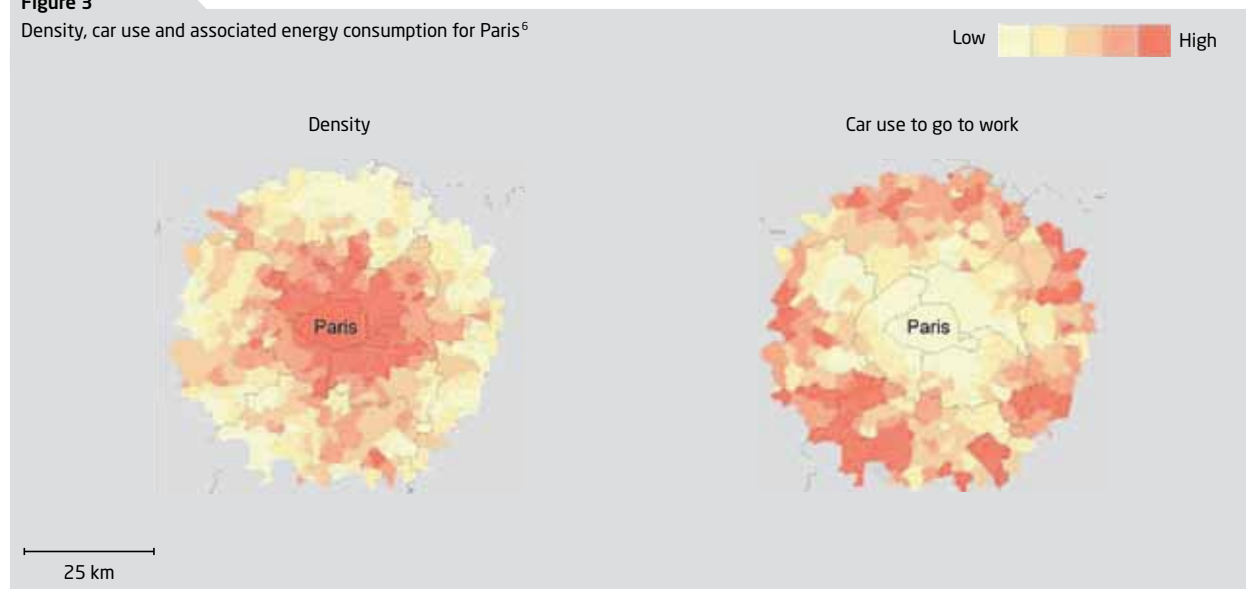 Figure 3
Density, car use and associated energy consumption for Paris6
Low High
Density
Car use to go to work
Paris
Paris
25 km